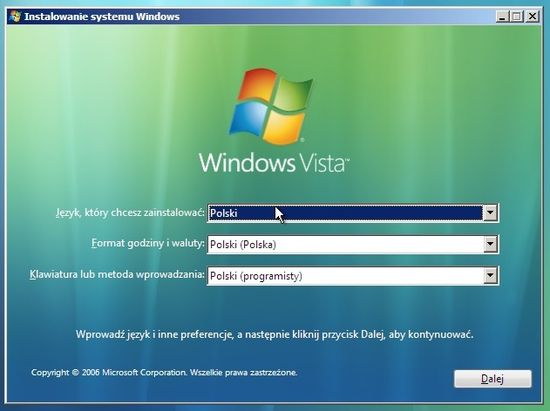 Instalowanie systemu Windows
Windows Vista™
Język, który chcesz zainstalować: Polski
Format godziny i waluty: Polski (Polska)
Klawiatura lub metoda wprowadzania: Polski (programisty)
Wprowadź język i inne preferencje, a następnie kliknij przycisk Dalej, aby kontynuować.
Copyright © 2006 Microsoft Corporation. Wszelkie prawa zastrzeżone.
Dalej